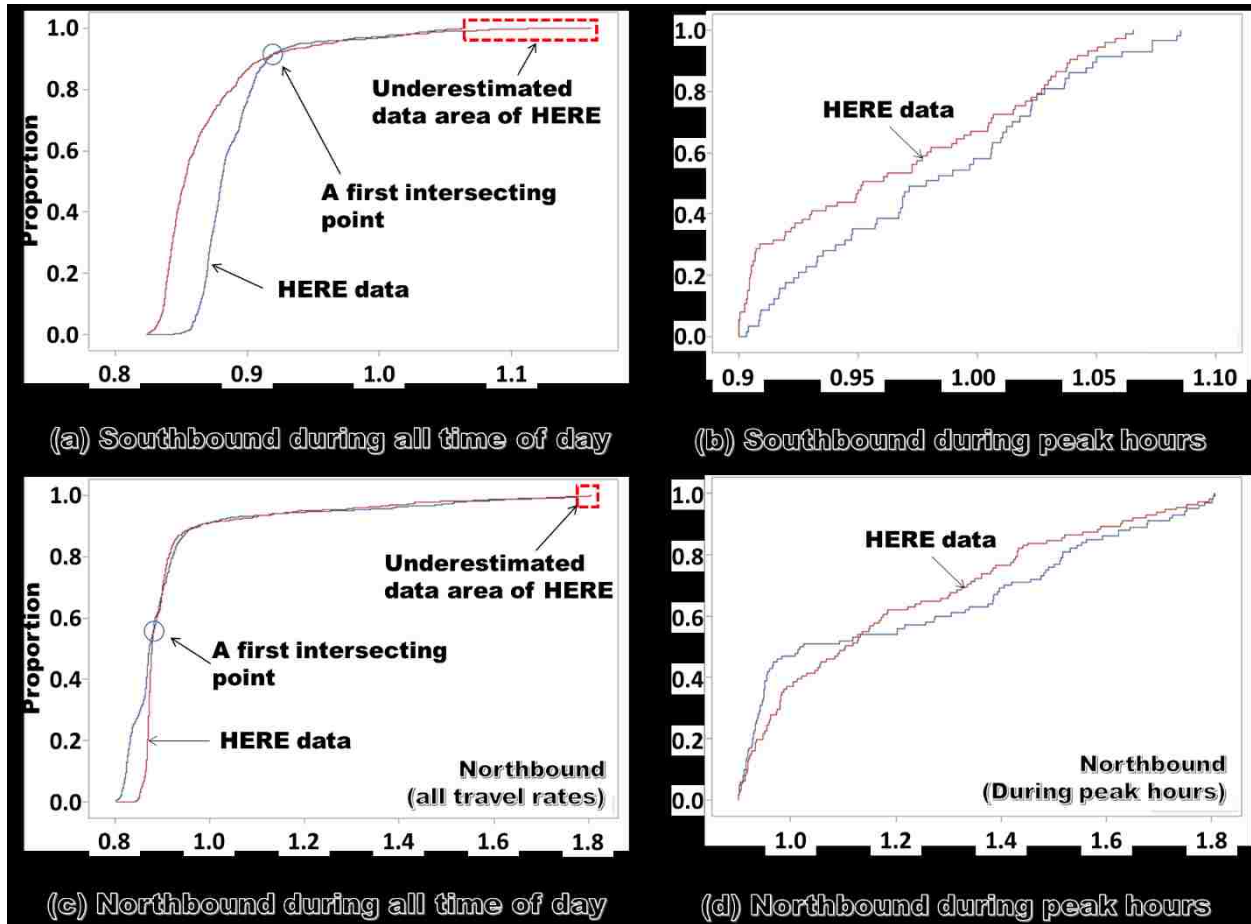 1.0
0.8
0.6
0.4
0.2
0.0
Proportion
Underestimated
data area of HERE
A first intersecting
point
HERE data
0.8 0.9 1.0 1.1
(a) Southbound during all time of day
1.0
0.8
0.6
0.4
0.2
0.0
HERE data
0.9 0.95 1.00 1.05 1.10
(b) Southbound during peak hours
1.0
0.8
0.6
0.4
0.2
0.0
Proportion
Underestimated
data area of HERE
A first intersecting
point
HERE data
Northbound
(all travel rates)
0.8 1.0 1.2 1.4 1.6 1.8
(c) Northbound during all time of day
1.0
0.8
0.6
0.4
0.2
0.0
HERE data
Northbound
(During peak hours)
1.0 1.2 1.4 1.6 1.8
(d) Northbound during peak hours